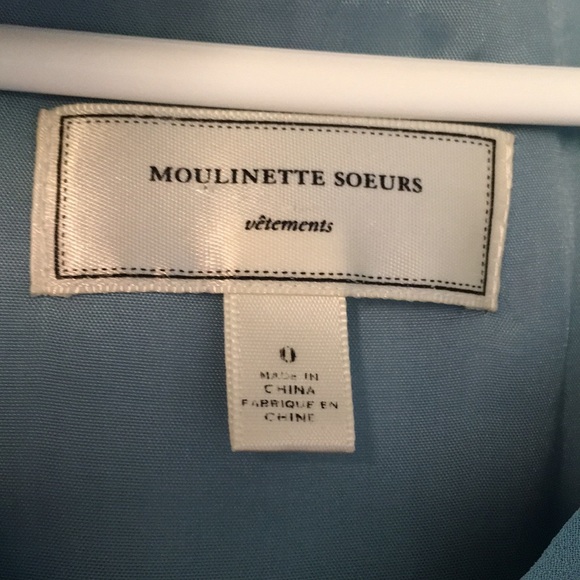 MOULINETTE SOEURS
vêtements
0
MADE IN
CHINA
FABRIQUE EN
CHINE